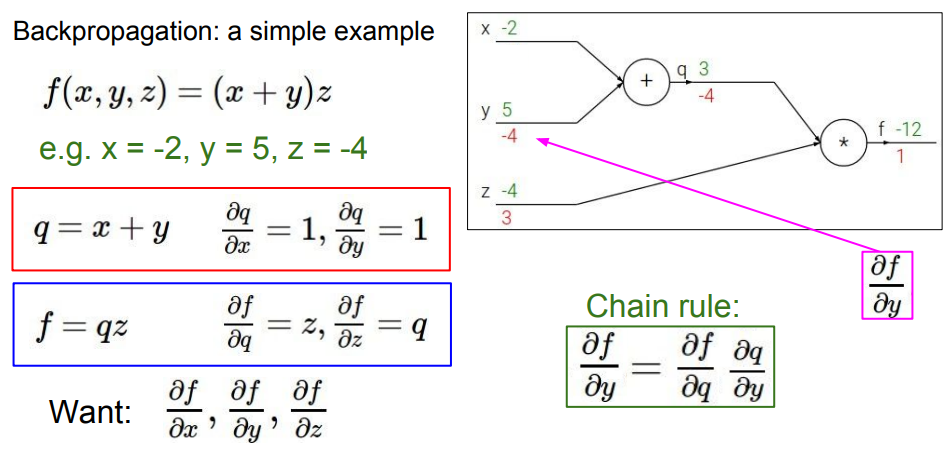 Backpropagation: a simple example
f(x, y, z) = (x + y)z
e.g. x = -2, y = 5, z = -4
q = x + y   ∂q/∂x = 1, ∂q/∂y = 1
f = qz   ∂f/∂q = z, ∂f/∂z = q
Want: ∂f/∂x, ∂f/∂y, ∂f/∂z
x -2
+
q 3
-4
y 5
-4
*
f -12
1
z -4
3
∂f/∂y
Chain rule:
∂f/∂y = ∂f/∂q ∂q/∂y